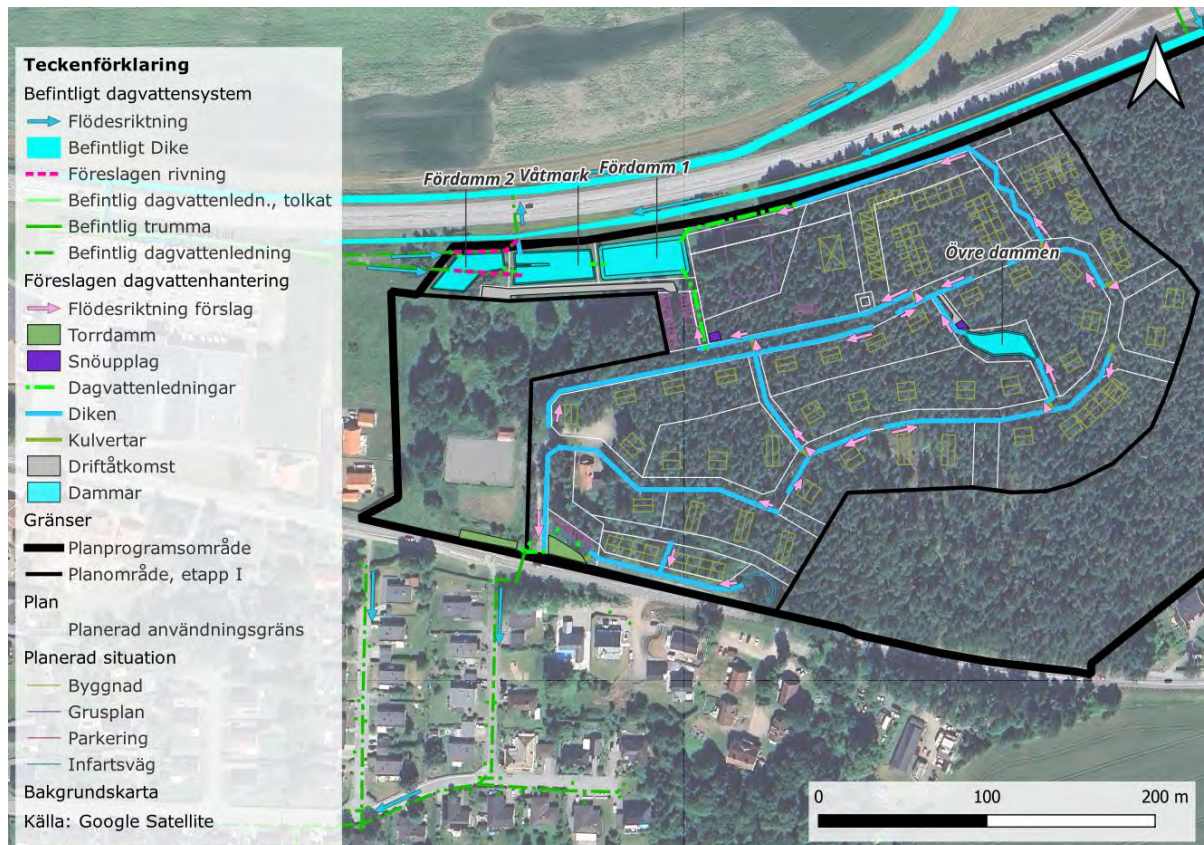 Teckenförklaring
Befintligt dagvattensystem
Flödesriktning
Befintligt Dike
Föreslagen rivning
Befintlig dagvattenledn., tolkat
Befintlig trumma
Befintlig dagvattenledning
Föreslagen dagvattenhantering
Flödesriktning förslag
Torrdamm
Snöupplag
Dagvattenledningar
Diken
Kulvertar
Driftåtkomst
Dammar
Gränser
Planprogramsområde
Planområde, etapp I
Plan
Planerad användningsgräns
Planerad situation
Byggnad
Grusplan
Parkering
Infartsväg
Bakgrundskarta
Källa: Google Satellite
Fördamm 2 Våtmark Fördamm 1
Övre dammen
0 100 200 m